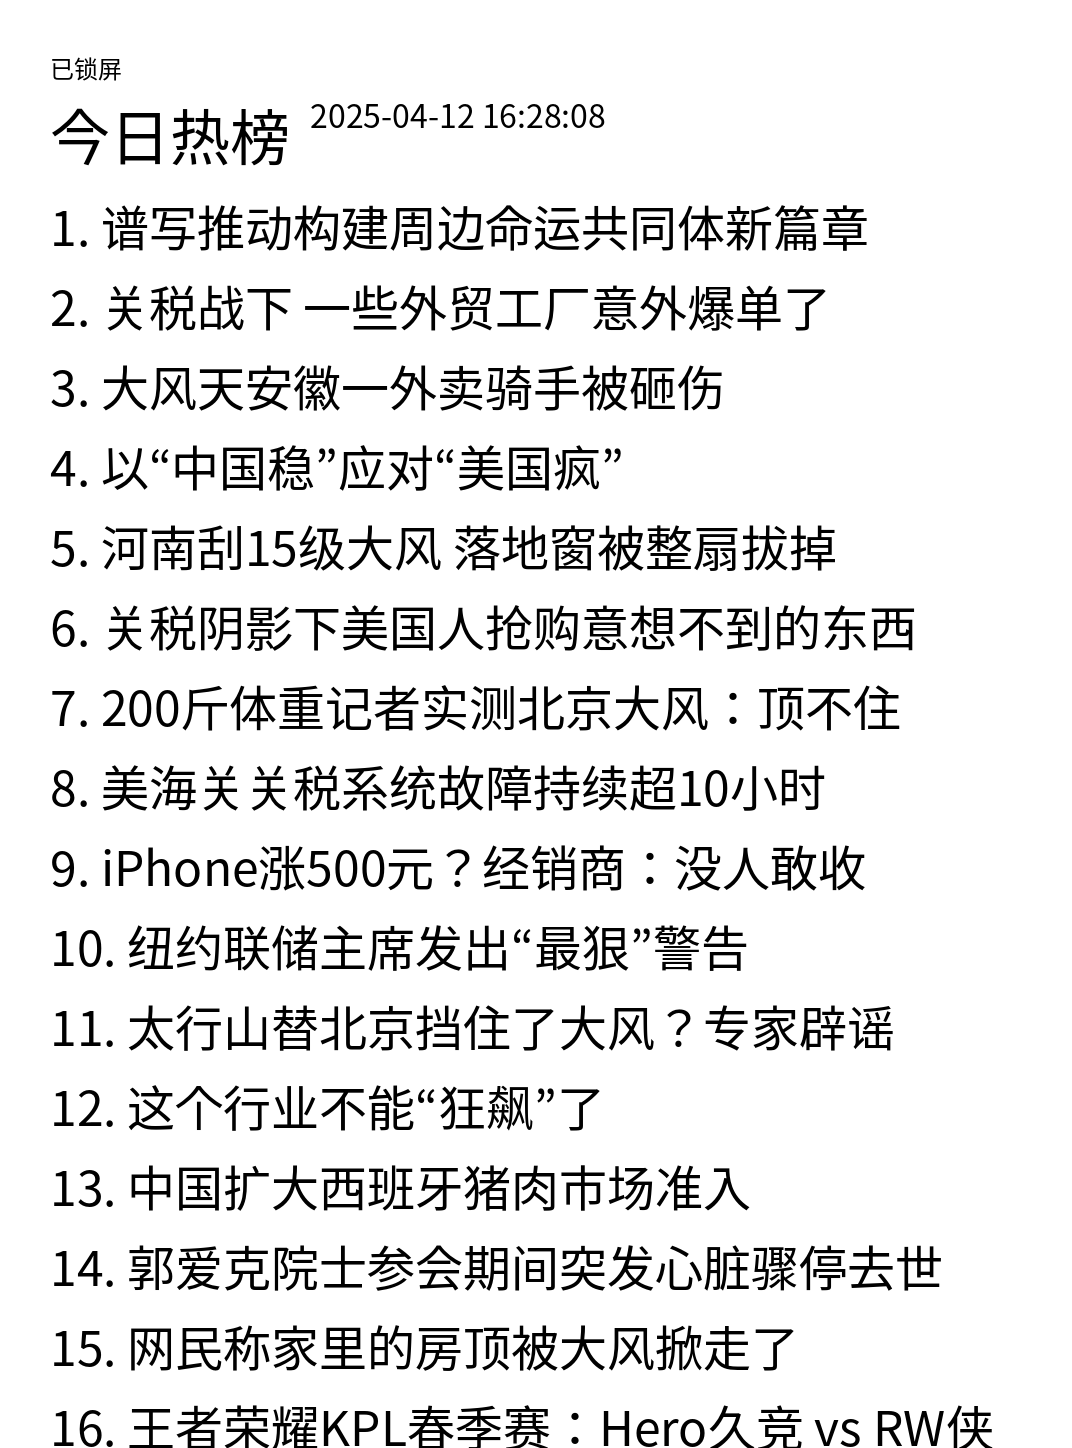 已锁屏
今日热榜 2025-04-12 16:28:08
1. 谱写推动构建周边命运共同体新篇章
2. 关税战下 一些外贸工厂意外爆单了
3. 大风天安徽一外卖骑手被砸伤
4. 以“中国稳”应对“美国疯”
5. 河南刮15级大风 落地窗被整扇拔掉
6. 关税阴影下美国人抢购意想不到的东西
7. 200斤体重记者实测北京大风：顶不住
8. 美海关关税系统故障持续超10小时
9. iPhone涨500元？经销商：没人敢收
10. 纽约联储主席发出“最狠”警告
11. 太行山替北京挡住了大风？专家辟谣
12. 这个行业不能“狂飙”了
13. 中国扩大西班牙猪肉市场准入
14. 郭爱克院士参会期间突发心脏骤停去世
15. 网民称家里的房顶被大风掀走了
16. 王者荣耀KPL春季赛：Hero久竞 vs RW侠